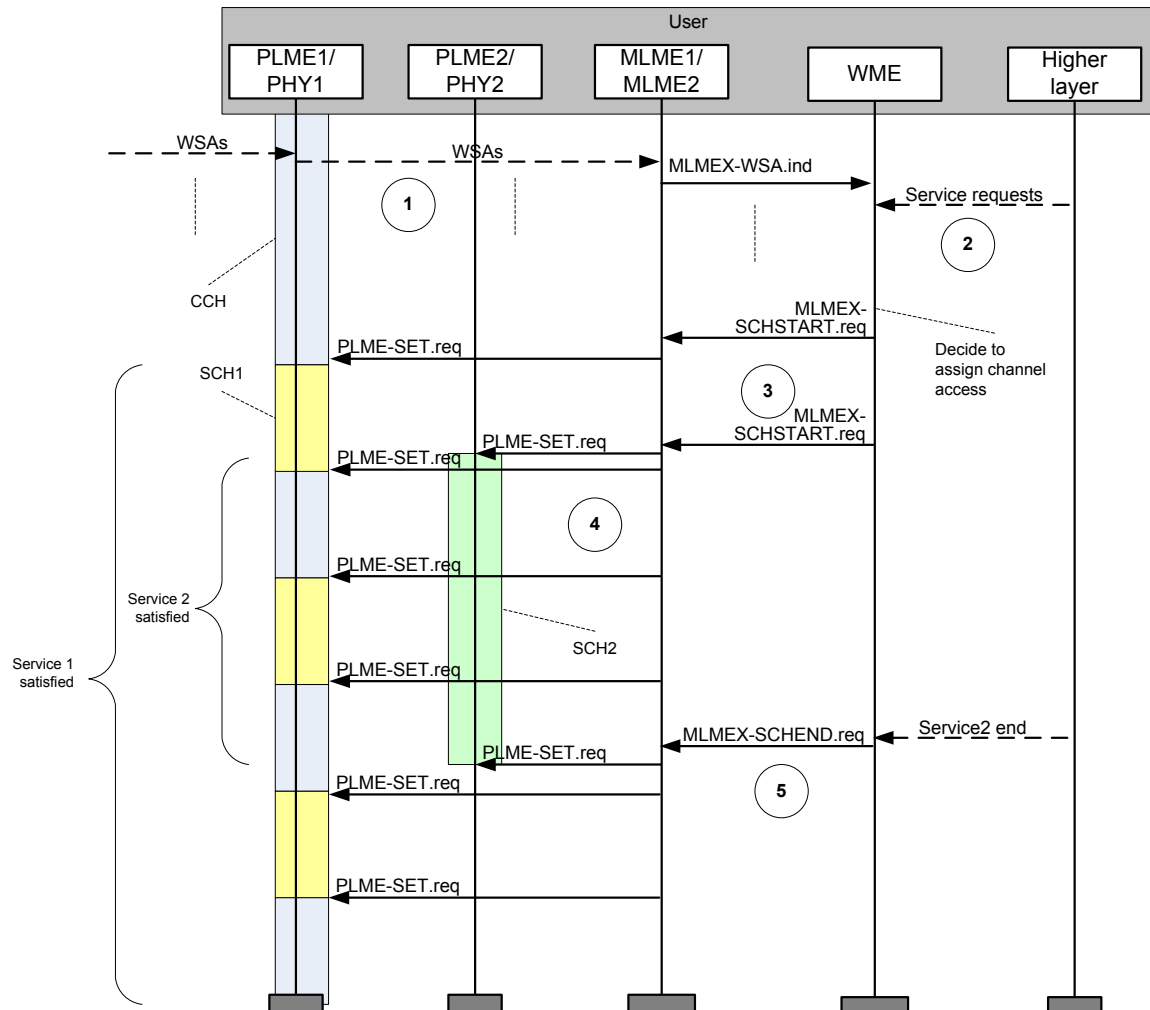 User
PLME1/
PHY1
PLME2/
PHY2
MLME1/
MLME2
WME
Higher
layer
WSAs
WSAs
MLMEX-WSA.ind
1
Service requests
2
CCH
MLMEX-
SCHSTART.req
PLME-SET.req
Decide to
assign channel
access
SCH1
3
MLMEX-
SCHSTART.req
PLME-SET.req
PLME-SET.req
4
PLME-SET.req
Service 2
satisfied
SCH2
Service 1
satisfied
PLME-SET.req
Service2 end
MLMEX-SCHEND.req
PLME-SET.req
5
PLME-SET.req
PLME-SET.req